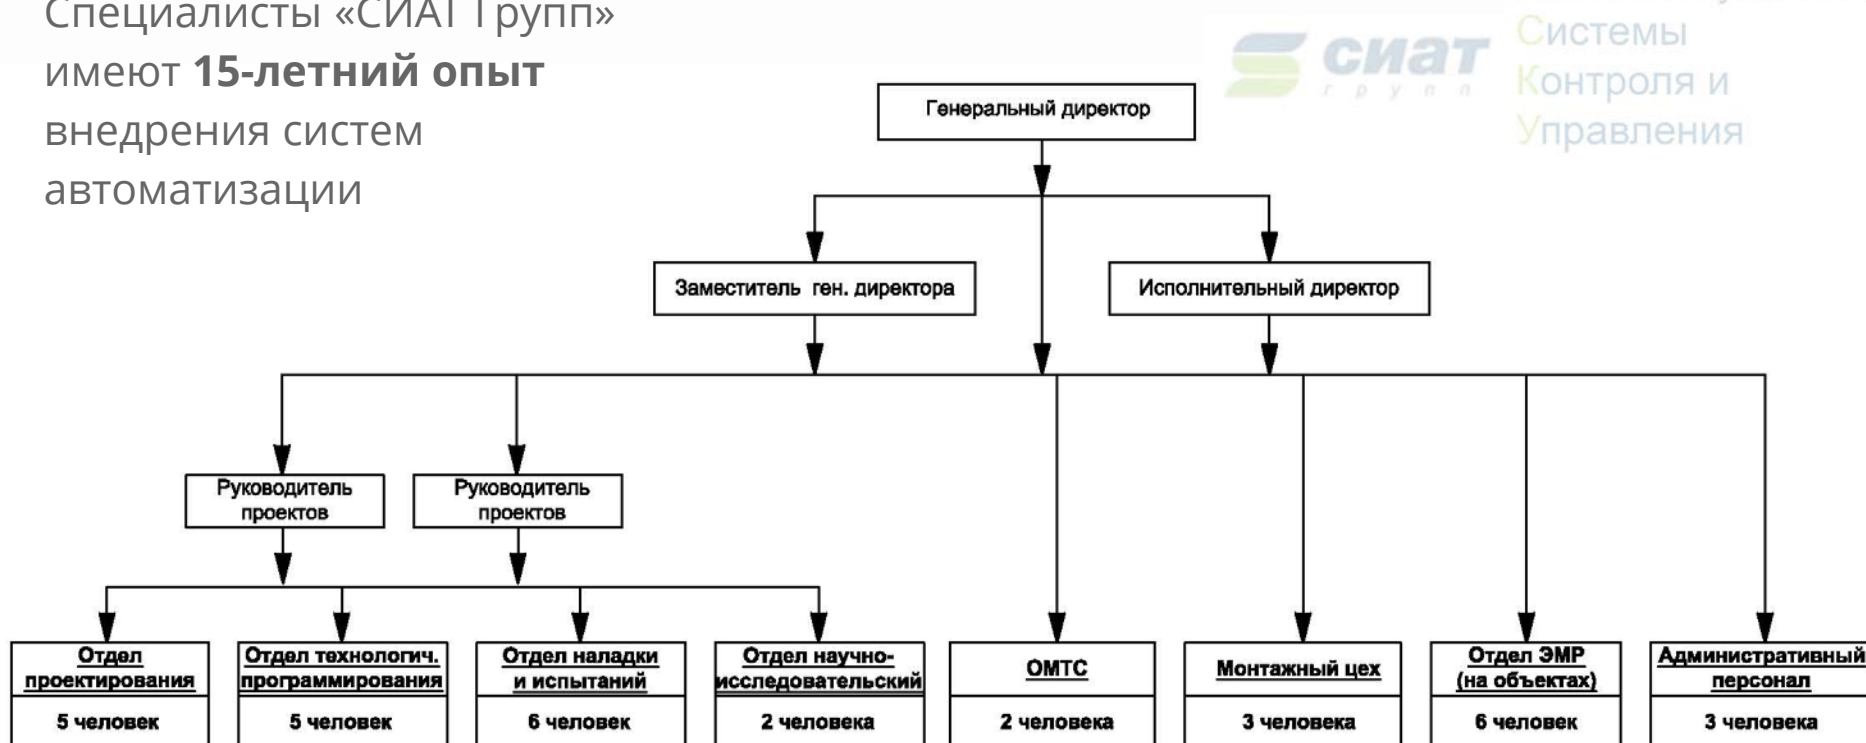 Специалисты «СИАТ Групп»
имеют 15-летний опыт
внедрения систем
автоматизации
сиат
групп
Системы
Контроля и
Управления
Генеральный директор
Заместитель ген. директора
Исполнительный директор
Руководитель
проектов
Руководитель
проектов
Отдел
проектирования
5 человек
Отдел технологич.
программирования
5 человек
Отдел наладки
и испытаний
6 человек
Отдел научно-
исследовательский
2 человека
ОМТС
2 человека
Монтажный цех
3 человека
Отдел ЭМР
(на объектах)
6 человек
Административный
персонал
3 человека